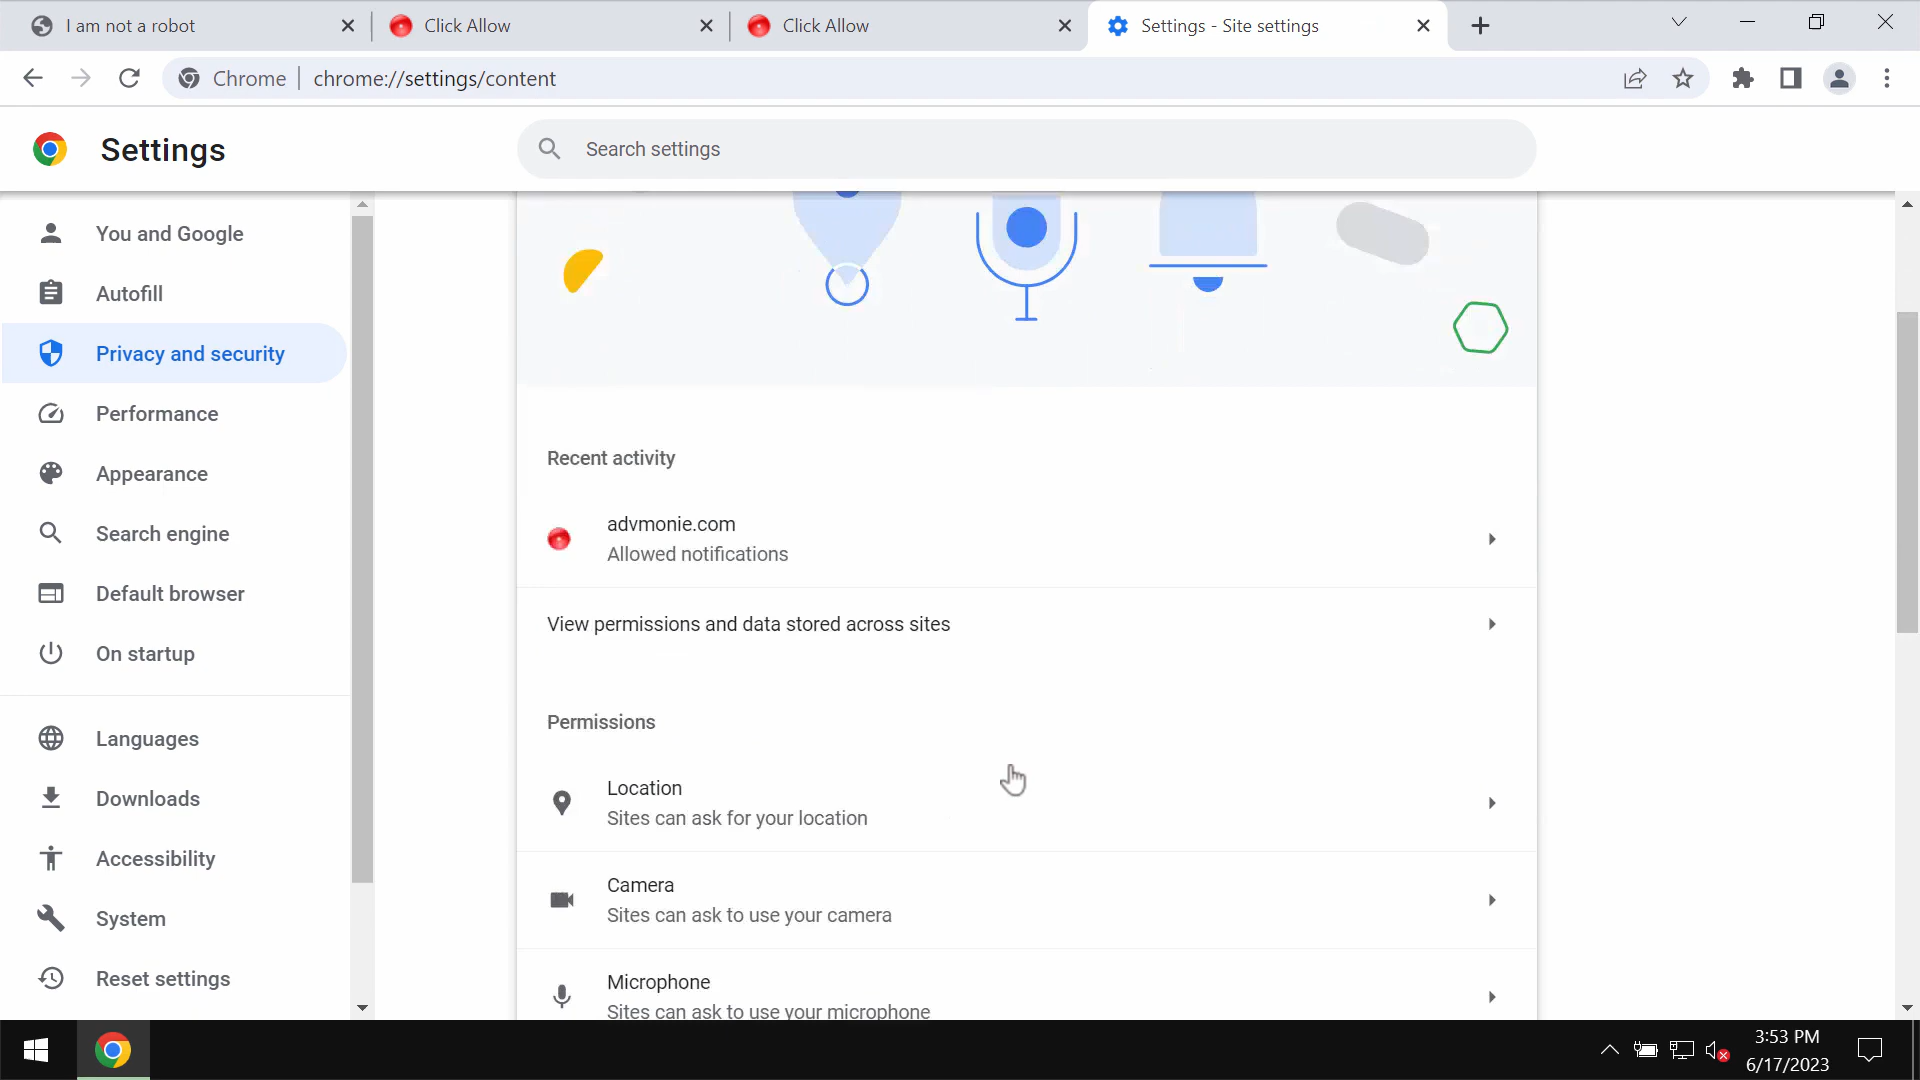 I am not a robot
Click Allow
Click Allow
Settings - Site settings
Chrome
chrome://settings/content
Settings
Search settings
You and Google
Autofill
Privacy and security
Performance
Appearance
Search engine
Default browser
On startup
Languages
Downloads
Accessibility
System
Reset settings
Recent activity
advmonie.com
Allowed notifications
View permissions and data stored across sites
Permissions
Location
Sites can ask for your location
Camera
Sites can ask to use your camera
Microphone
Sites can ask to use your microphone
3:53 PM
6/17/2023